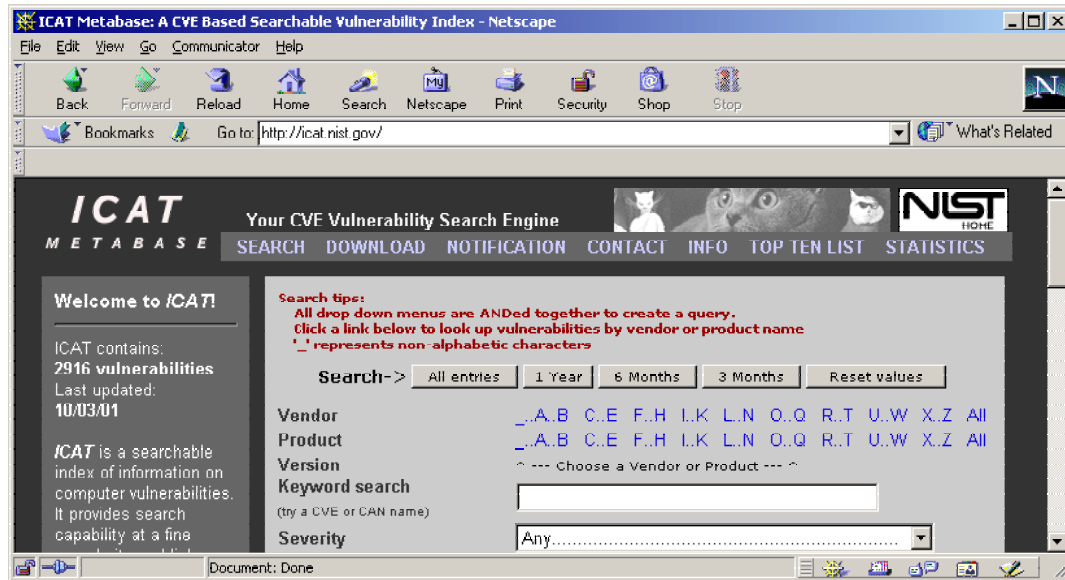 ICAT Metabase: A CVE Based Searchable Vulnerability Index - Netscape
File Edit View Go Communicator Help
My
N
Back Forward Reload Home Search Netscape Print Security Shop Stop
Bookmarks Go to: http://icat.nist.gov/ What's Related
ICAT
METABASE
Your CVE Vulnerability Search Engine
NIST
HOME
SEARCH DOWNLOAD NOTIFICATION CONTACT INFO TOP TEN LIST STATISTICS
Welcome to ICAT!
ICAT contains:
2916 vulnerabilities
Last updated:
10/03/01
ICAT is a searchable
index of information on
computer vulnerabilities.
It provides search
capability at a fine
Search tips:
All drop down menus are ANDed together to create a query.
Click a link below to look up vulnerabilities by vendor or product name
'_' represents non-alphabetic characters
Search-> All entries 1 Year 6 Months 3 Months Reset values
Vendor _..A..B C..E F..H I..K L..N O..Q R..T U..W X..Z All
Product _..A..B C..E F..H I..K L..N O..Q R..T U..W X..Z All
Version ^ --- Choose a Vendor or Product --- ^
Keyword search
(try a CVE or CAN name)
Severity Any...............................................................
Document: Done